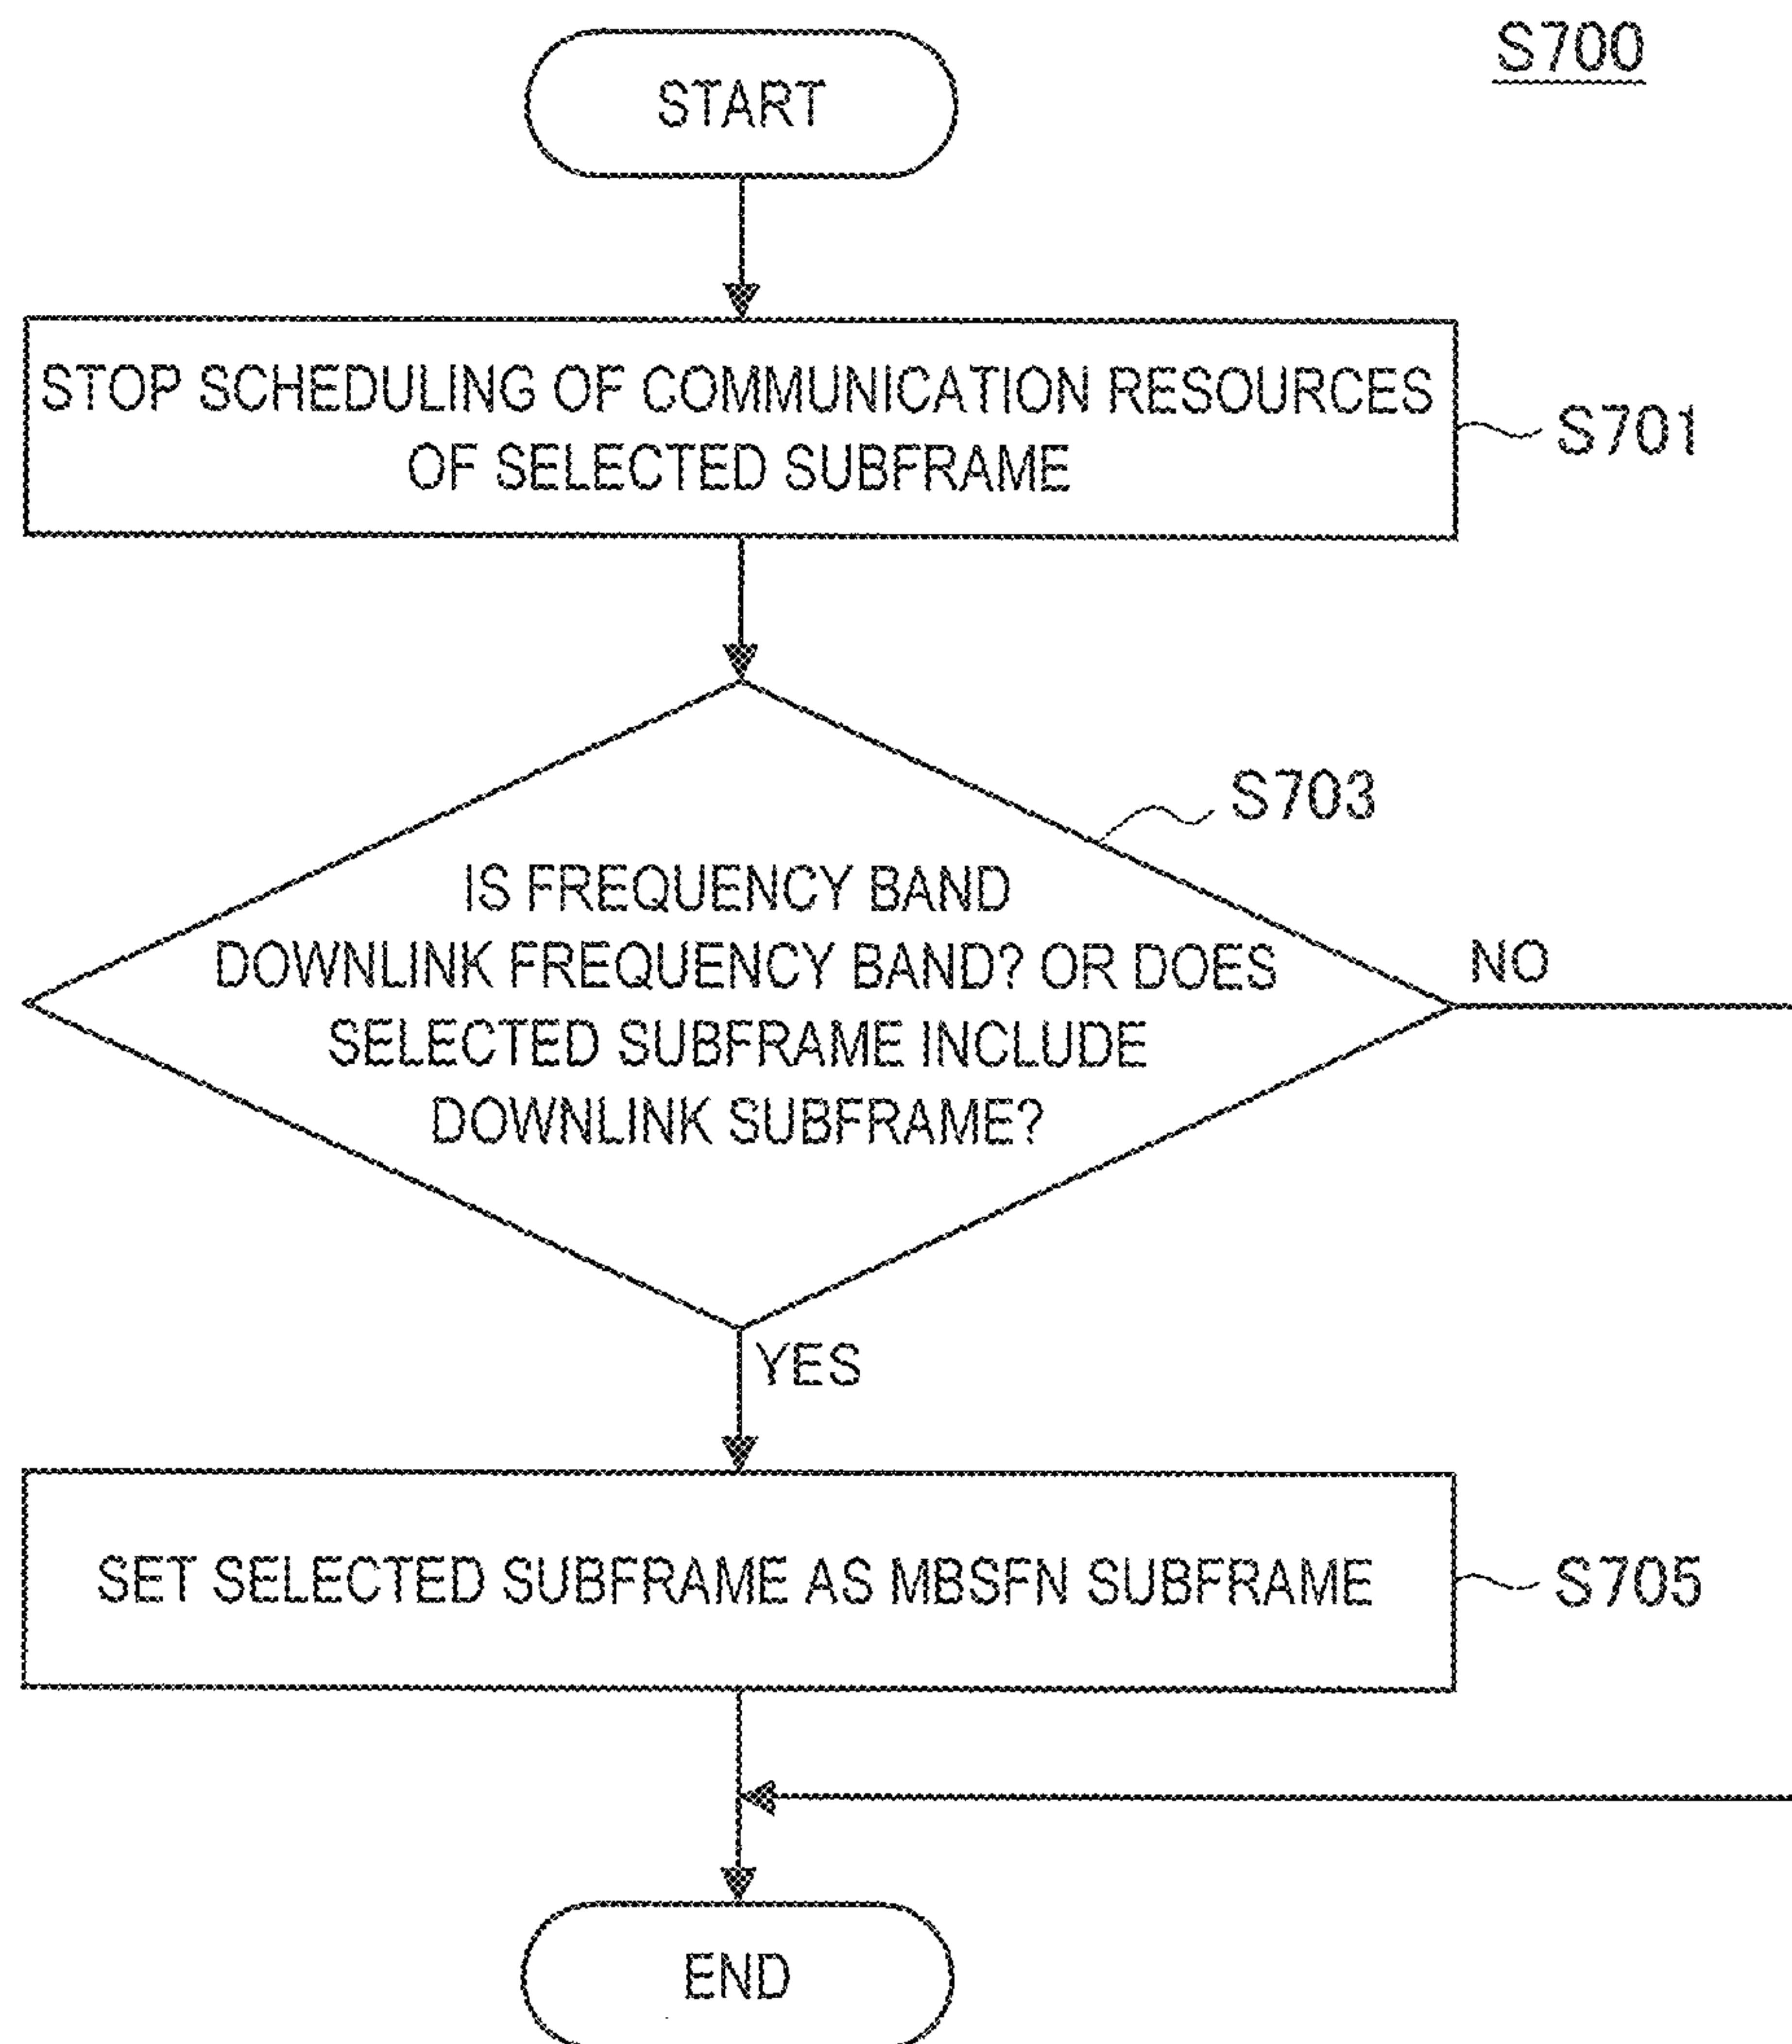 S700
START
STOP SCHEDULING OF COMMUNICATION RESOURCES
OF SELECTED SUBFRAME
S701
S703
IS FREQUENCY BAND
DOWNLINK FREQUENCY BAND? OR DOES
SELECTED SUBFRAME INCLUDE
DOWNLINK SUBFRAME?
NO
YES
SET SELECTED SUBFRAME AS MBSFN SUBFRAME
S705
END